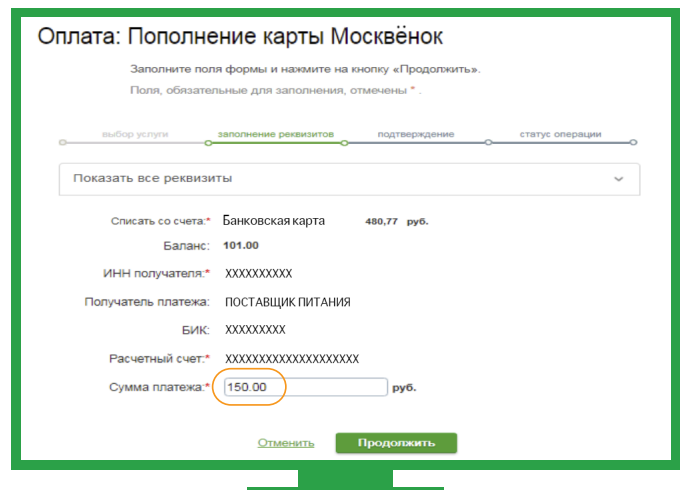 Оплата: Пополнение карты Москвёнок
Заполните поля формы и нажмите на кнопку «Продолжить».
Поля, обязательные для заполнения, отмечены * .
выбор услуги заполнение реквизитов подтверждение статус операции
Показать все реквизиты
Списать со счета:* Банковская карта 480,77 руб.
Баланс: 101.00
ИНН получателя:* XXXXXXXXXX
Получатель платежа: ПОСТАВЩИК ПИТАНИЯ
БИК: XXXXXXXXX
Расчетный счет:* XXXXXXXXXXXXXXXXXXXX
Сумма платежа:* 150.00 руб.
Отменить Продолжить